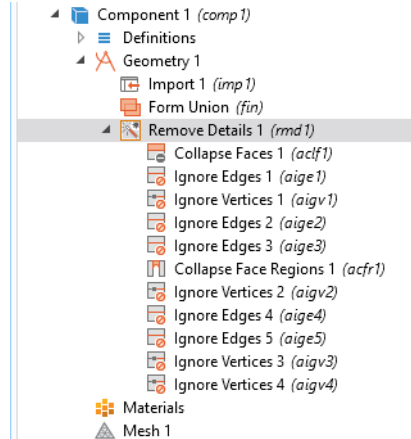 Component 1 (comp1)
Definitions
Geometry 1
Import 1 (imp1)
Form Union (fin)
Remove Details 1 (rmd1)
Collapse Faces 1 (aclf1)
Ignore Edges 1 (aige1)
Ignore Vertices 1 (aigv1)
Ignore Edges 2 (aige2)
Ignore Edges 3 (aige3)
Collapse Face Regions 1 (acfr1)
Ignore Vertices 2 (aigv2)
Ignore Edges 4 (aige4)
Ignore Edges 5 (aige5)
Ignore Vertices 3 (aigv3)
Ignore Vertices 4 (aigv4)
Materials
Mesh 1